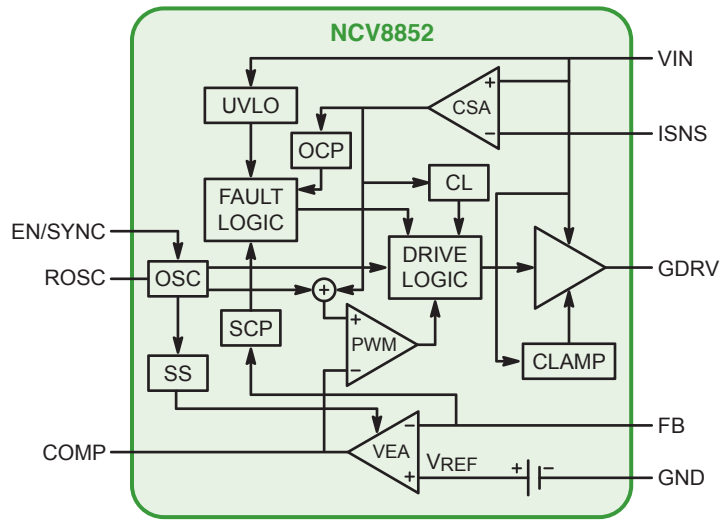 NCV8852
VIN
UVLO
+
CSA
−
ISNS
OCP
CL
FAULT
LOGIC
EN/SYNC
DRIVE
LOGIC
ROSC
OSC
GDRV
+
SCP
+
PWM
−
CLAMP
SS
−
FB
COMP
VEA
VREF
+ −
+
GND